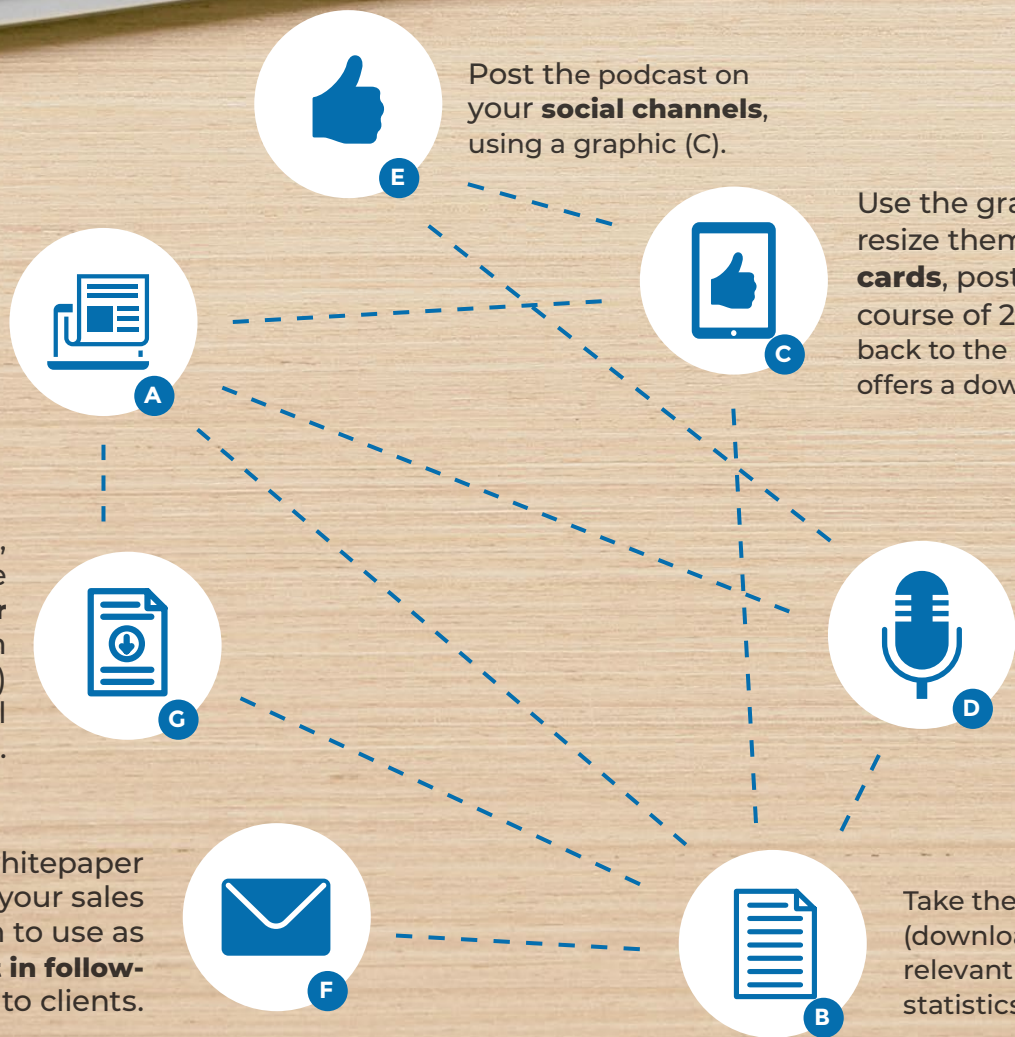 Post the podcast on
your social channels,
using a graphic (C).
E
Use the gra
resize them
cards, post
course of 2
back to the
offers a dow
C
A
,
e
r
n
)
l
.
G
D
hitepaper
your sales
n to use as
t in follow-
to clients.
F
Take the
(downloa
relevant
statistics
B